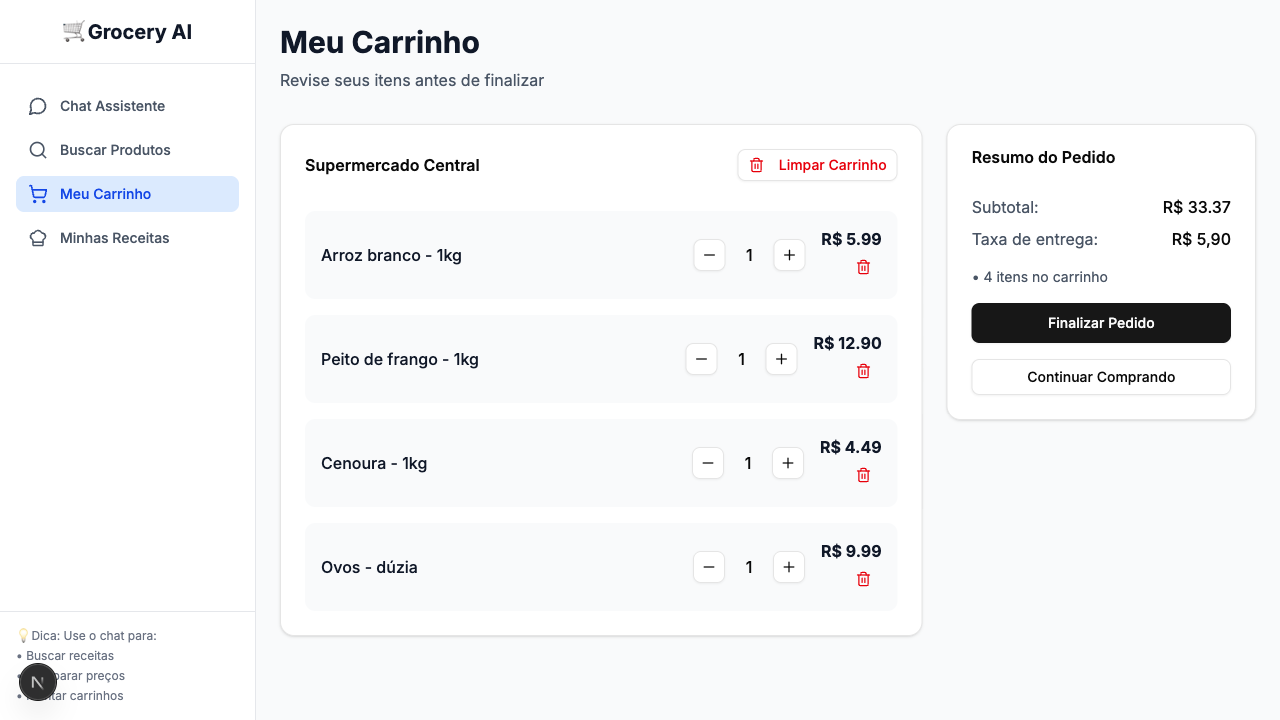 Grocery AI
Chat Assistente
Buscar Produtos
Meu Carrinho
Minhas Receitas
💡Dica: Use o chat para:
• Buscar receitas
parar preços
tar carrinhos
N
Meu Carrinho
Revise seus itens antes de finalizar
Supermercado Central
Limpar Carrinho
Arroz branco - 1kg 1 R$ 5.99
Peito de frango - 1kg 1 R$ 12.90
Cenoura - 1kg 1 R$ 4.49
Ovos - dúzia 1 R$ 9.99
Resumo do Pedido
Subtotal: R$ 33.37
Taxa de entrega: R$ 5,90
• 4 itens no carrinho
Finalizar Pedido
Continuar Comprando